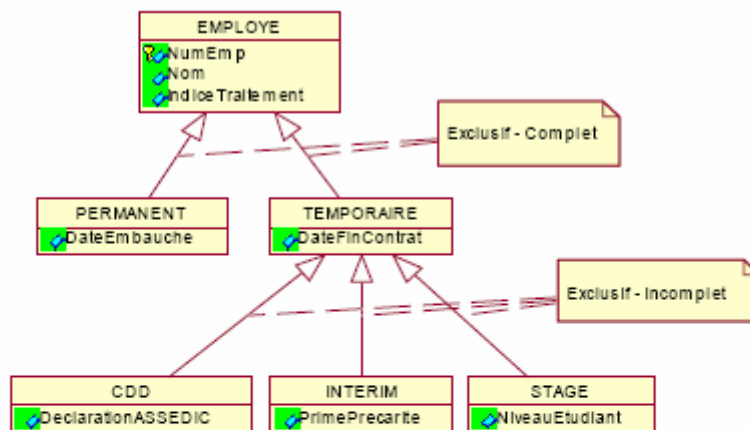 EMPLOYE
NumEmp
Nom
IndiceTraitement
Exclusif - Complet
PERMANENT
TEMPORAIRE
DateEmbauche
DateFinContrat
Exclusif - Incomplet
CDD
INTERIM
STAGE
DeclarationASSEDIC
PrimePrecarite
NiveauEtudiant